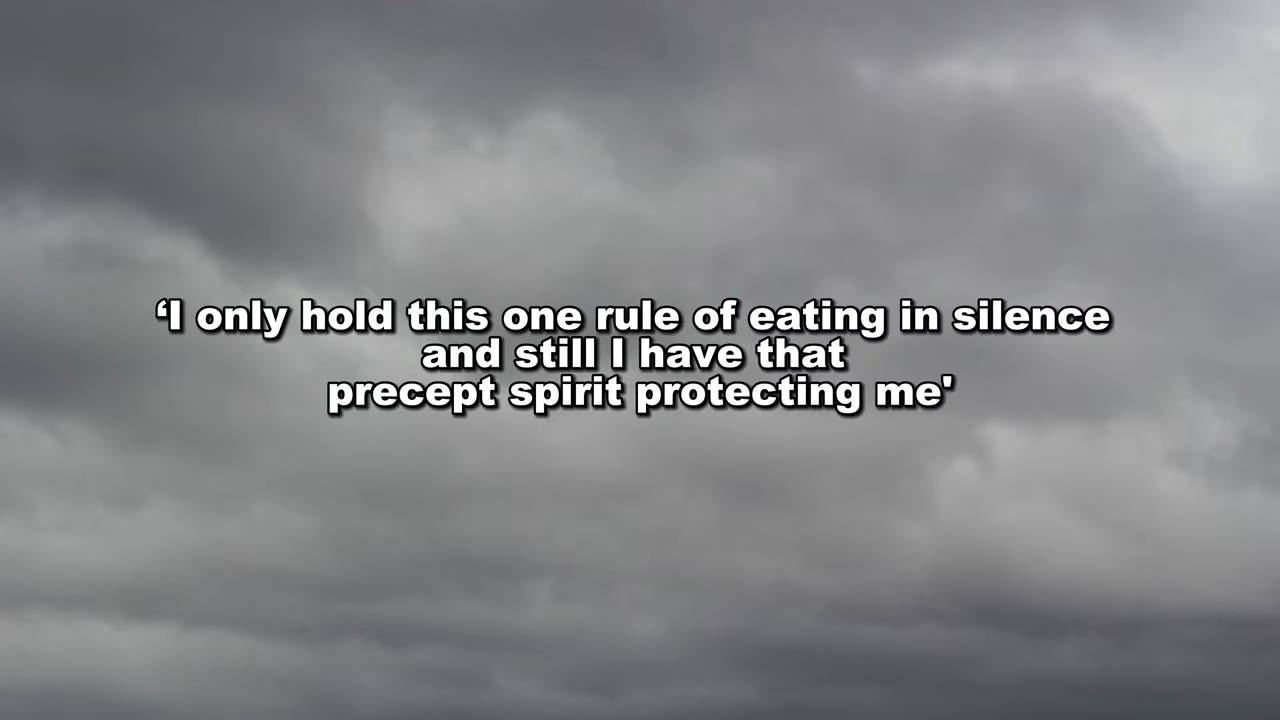 ‘I only hold this one rule of eating in silence
and still I have that
precept spirit protecting me'